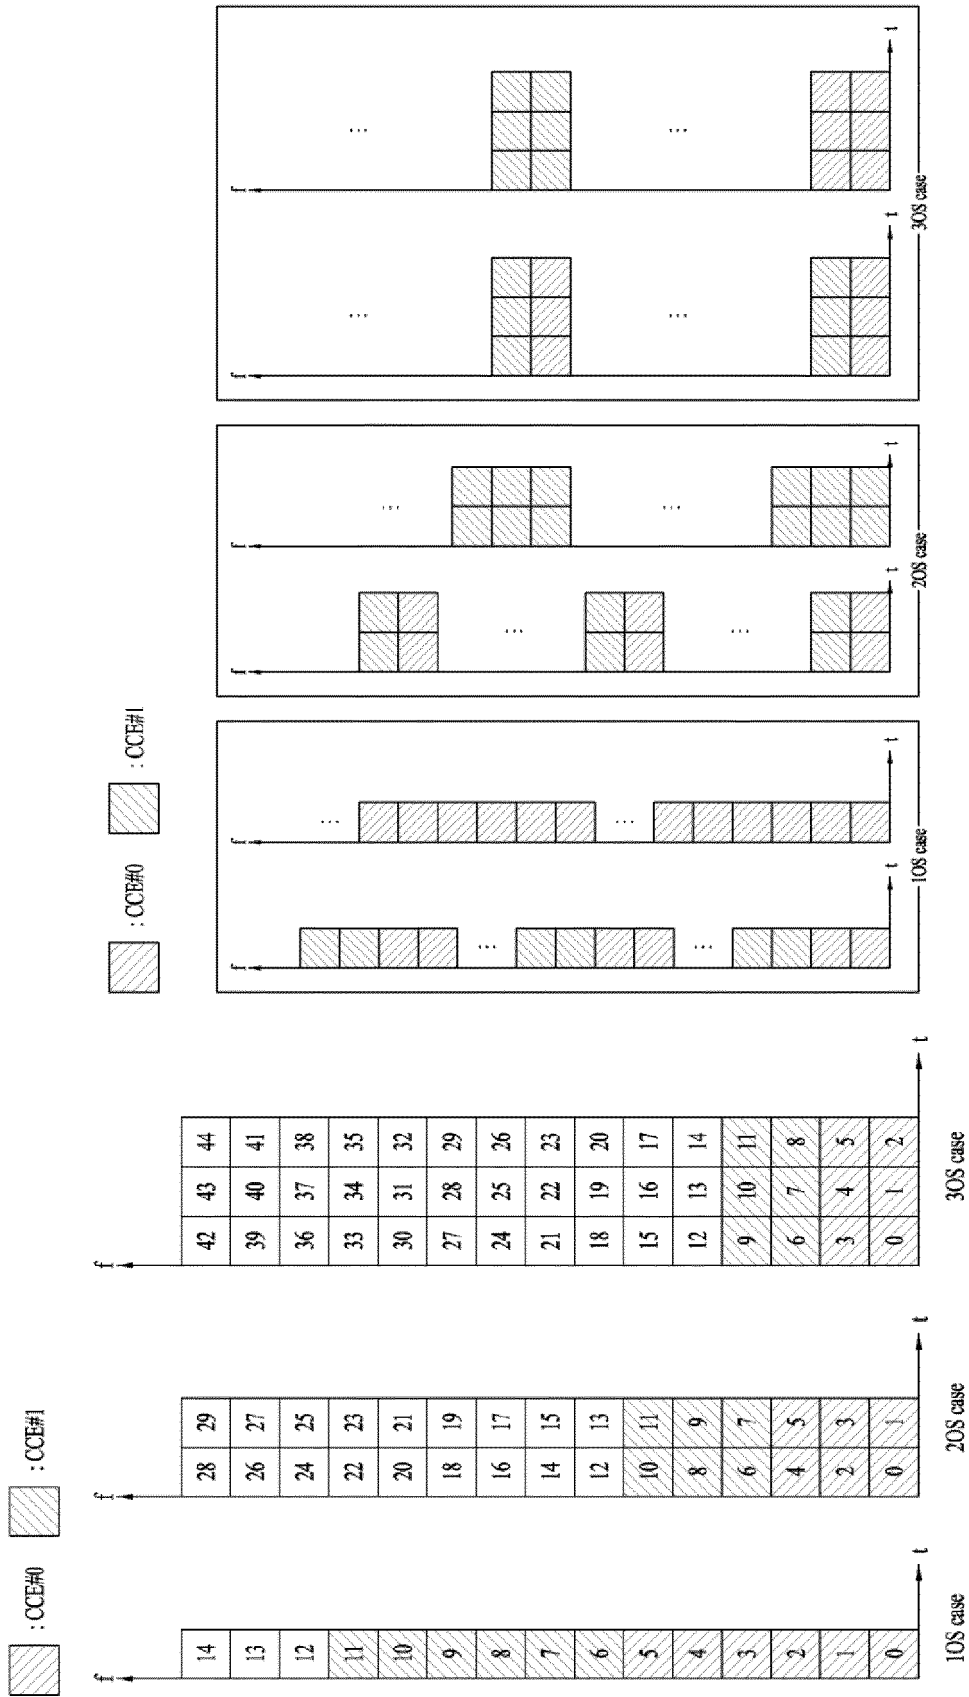 : CCE#0 : CCE#1
f f f
14 28 29 42 43 44
13 26 27 39 40 41
12 24 25 36 37 38
11 22 23 33 34 35
10 20 21 30 31 32
9 18 19 27 28 29
8 16 17 24 25 26
7 14 15 21 22 23
6 12 13 18 19 20
5 10 11 15 16 17
4 8 9 12 13 14
3 6 7 9 10 11
2 4 5 6 7 8
1 2 3 3 4 5
0 0 1 0 1 2
t t t
1OS case 2OS case 3OS case
: CCE#0 : CCE#1
f f f f f f
t t t t t t
1OS case 2OS case 3OS case